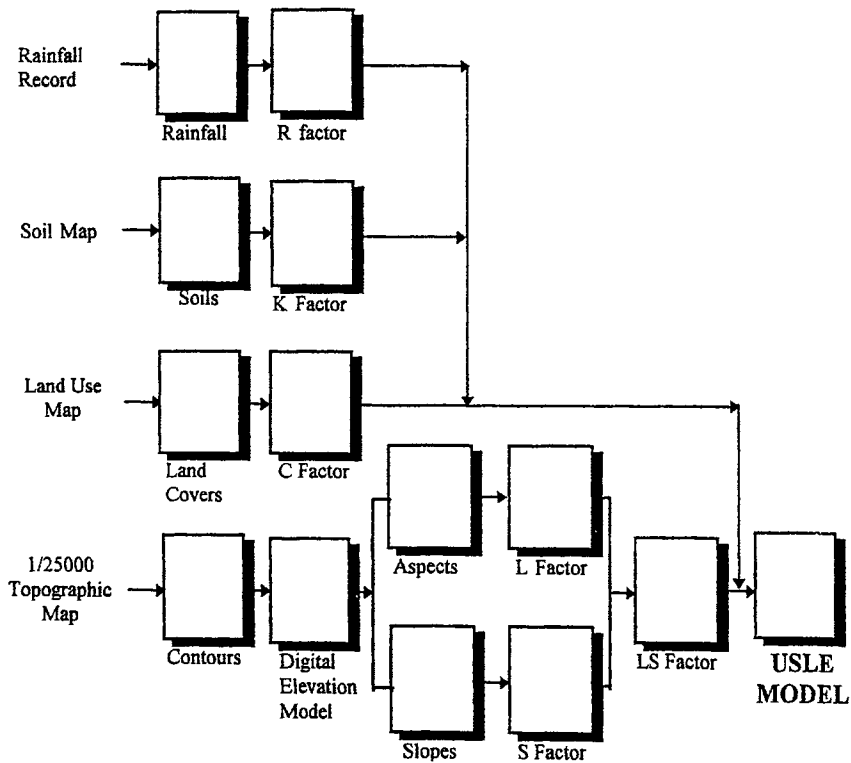 Rainfall
Record
Rainfall
R factor
Soil Map
Soils
K Factor
Land Use
Map
Land
Covers
C Factor
1/25000
Topographic
Map
Contours
Digital
Elevation
Model
Aspects
L Factor
Slopes
S Factor
LS Factor
USLE
MODEL